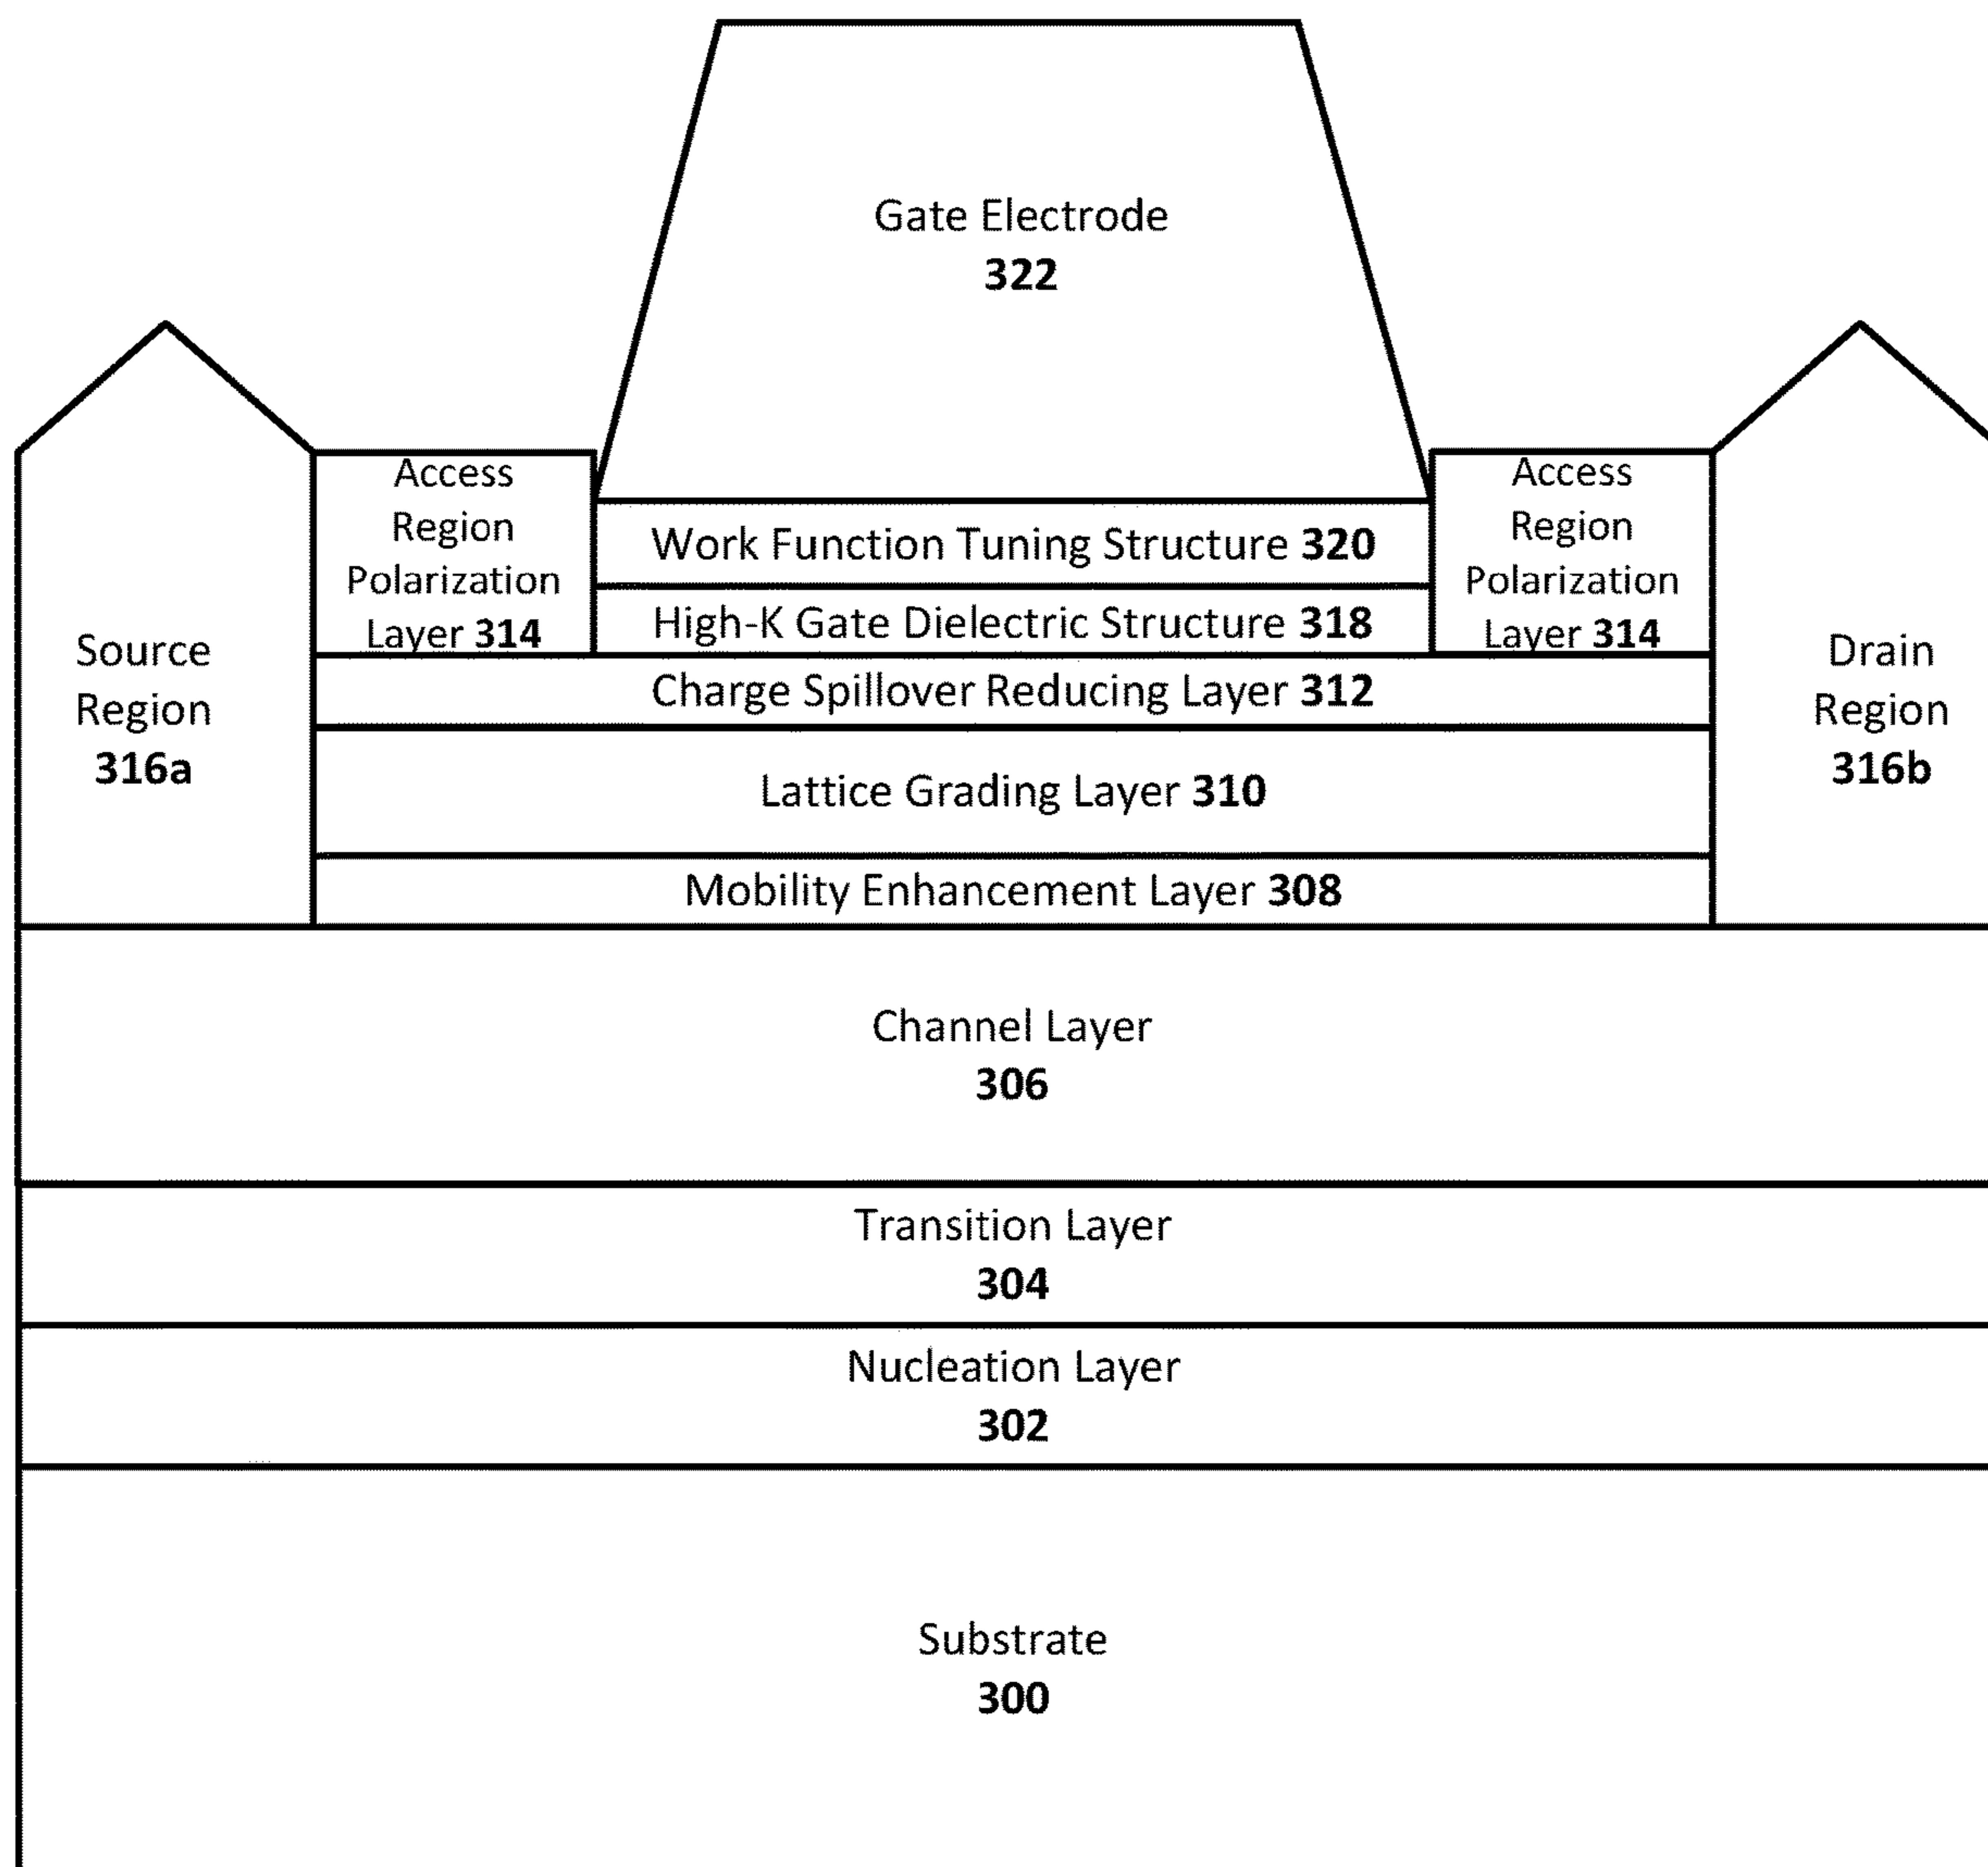 Gate Electrode
322
Access
Region
Polarization
Layer 314
Access
Region
Polarization
Layer 314
Work Function Tuning Structure 320
High-K Gate Dielectric Structure 318
Source
Region
316a
Drain
Region
316b
Charge Spillover Reducing Layer 312
Lattice Grading Layer 310
Mobility Enhancement Layer 308
Channel Layer
306
Transition Layer
304
Nucleation Layer
302
Substrate
300